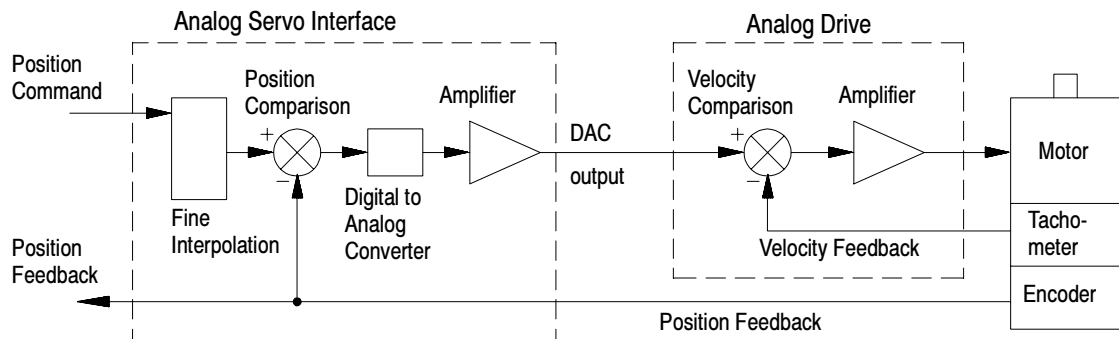 Analog Servo Interface
Analog Drive
Position
Command
Position
Comparison
Amplifier
Velocity
Comparison
Amplifier
+
−
DAC
output
+
−
Motor
Digital to
Analog
Converter
Fine
Interpolation
Tacho-
meter
Velocity Feedback
Position
Feedback
Encoder
Position Feedback